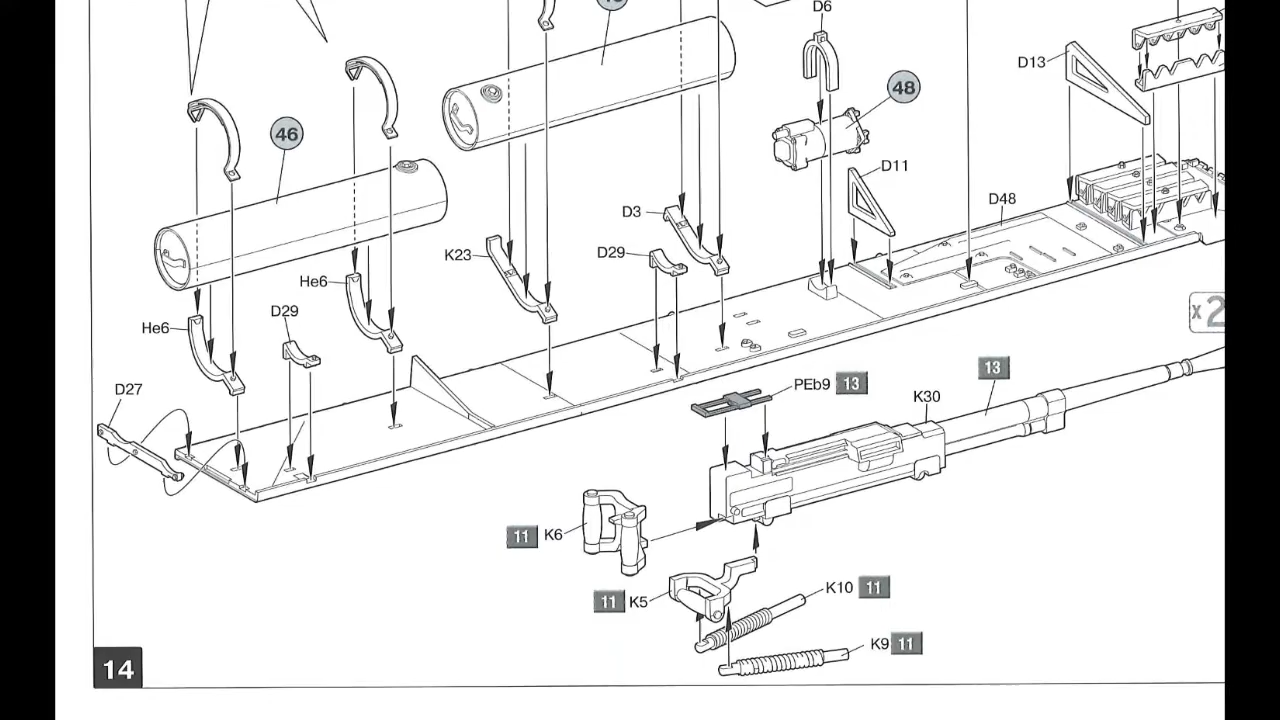 D6
D13
48
46
D11
D3
D48
K23
D29
He6
x2
He6
D29
D27
PEb9 13
13
K30
11 K6
11 K5
K10 11
K9 11
14